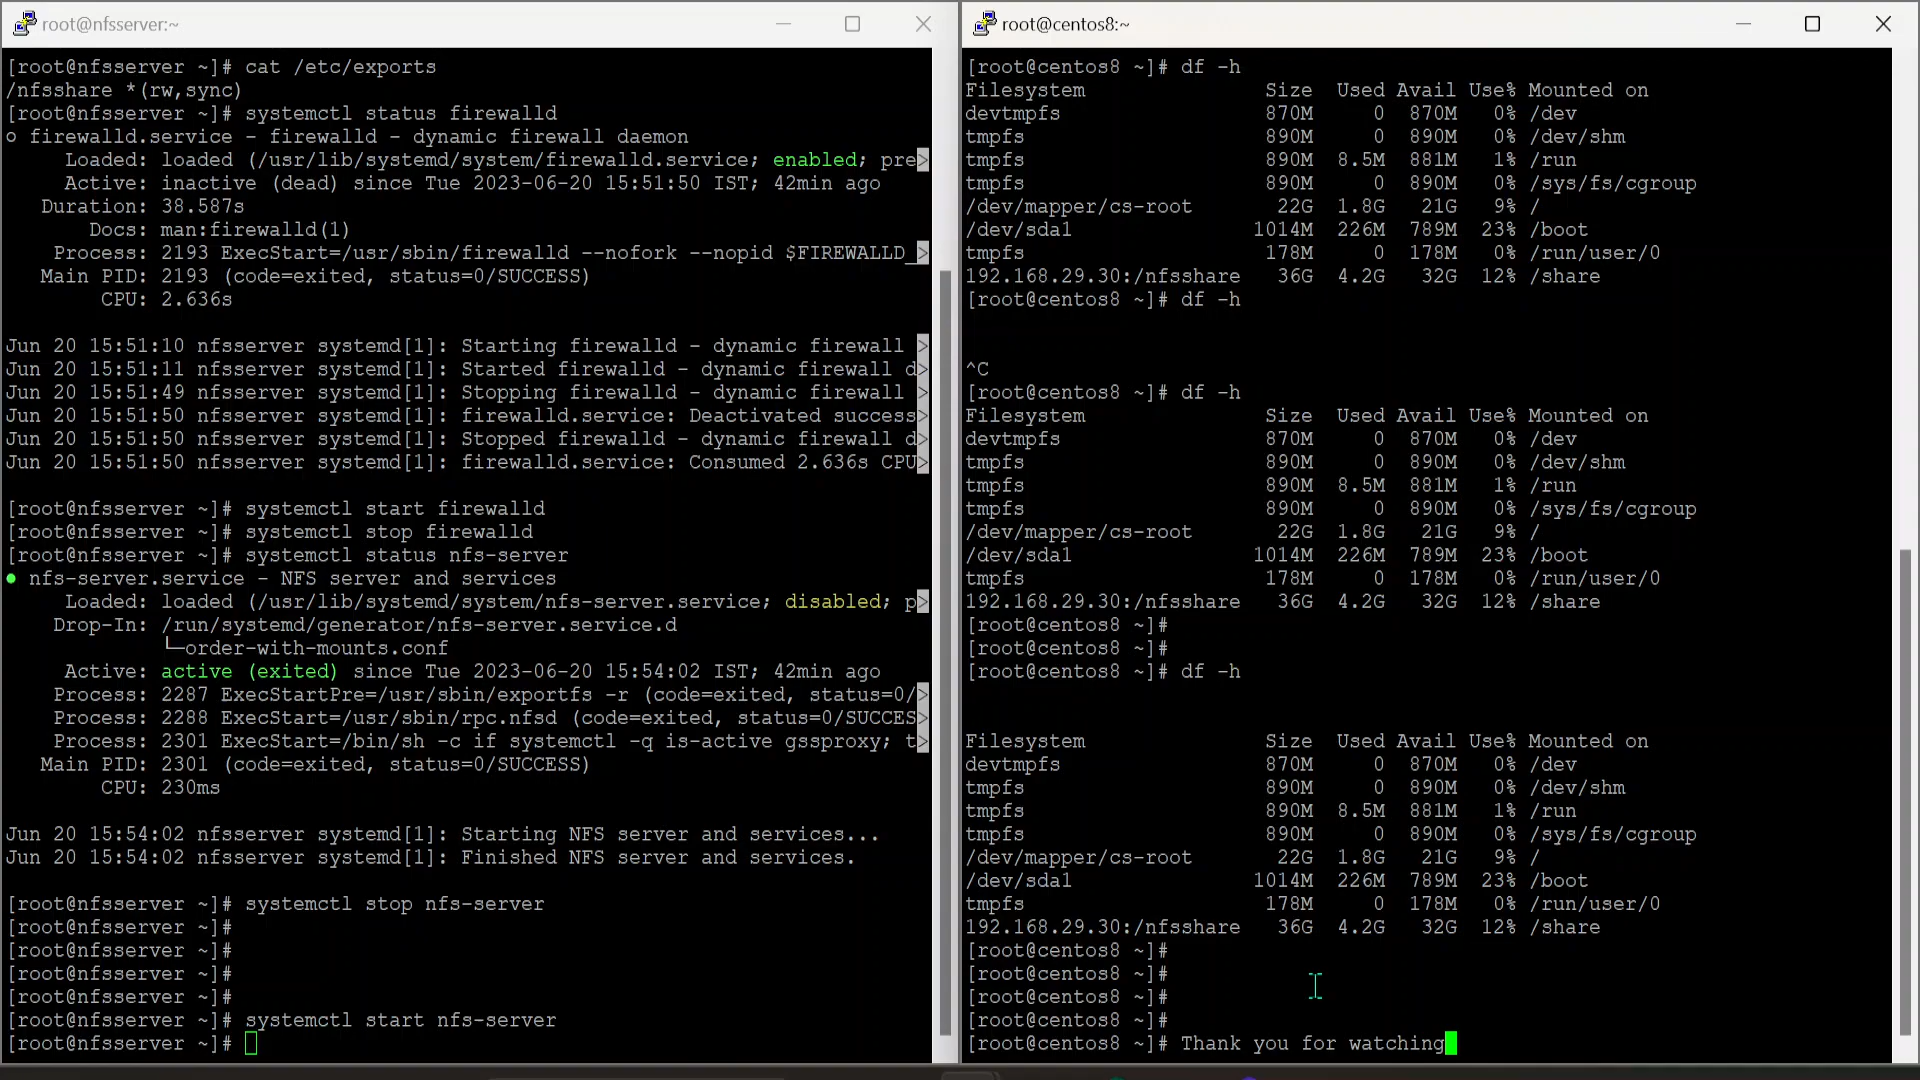 root@nfsserver:~
[root@nfsserver ~]# cat /etc/exports
/nfsshare *(rw,sync)
[root@nfsserver ~]# systemctl status firewalld
○ firewalld.service - firewalld - dynamic firewall daemon
     Loaded: loaded (/usr/lib/systemd/system/firewalld.service; enabled; pre>
     Active: inactive (dead) since Tue 2023-06-20 15:51:50 IST; 42min ago
   Duration: 38.587s
       Docs: man:firewalld(1)
    Process: 2193 ExecStart=/usr/sbin/firewalld --nofork --nopid $FIREWALLD_>
   Main PID: 2193 (code=exited, status=0/SUCCESS)
        CPU: 2.636s
Jun 20 15:51:10 nfsserver systemd[1]: Starting firewalld - dynamic firewall >
Jun 20 15:51:11 nfsserver systemd[1]: Started firewalld - dynamic firewall d>
Jun 20 15:51:49 nfsserver systemd[1]: Stopping firewalld - dynamic firewall >
Jun 20 15:51:50 nfsserver systemd[1]: firewalld.service: Deactivated success>
Jun 20 15:51:50 nfsserver systemd[1]: Stopped firewalld - dynamic firewall d>
Jun 20 15:51:50 nfsserver systemd[1]: firewalld.service: Consumed 2.636s CPU>
[root@nfsserver ~]# systemctl start firewalld
[root@nfsserver ~]# systemctl stop firewalld
[root@nfsserver ~]# systemctl status nfs-server
● nfs-server.service - NFS server and services
     Loaded: loaded (/usr/lib/systemd/system/nfs-server.service; disabled; p>
    Drop-In: /run/systemd/generator/nfs-server.service.d
             └─order-with-mounts.conf
     Active: active (exited) since Tue 2023-06-20 15:54:02 IST; 42min ago
    Process: 2287 ExecStartPre=/usr/sbin/exportfs -r (code=exited, status=0/>
    Process: 2288 ExecStart=/usr/sbin/rpc.nfsd (code=exited, status=0/SUCCES>
    Process: 2301 ExecStart=/bin/sh -c if systemctl -q is-active gssproxy; t>
   Main PID: 2301 (code=exited, status=0/SUCCESS)
        CPU: 230ms
Jun 20 15:54:02 nfsserver systemd[1]: Starting NFS server and services...
Jun 20 15:54:02 nfsserver systemd[1]: Finished NFS server and services.
[root@nfsserver ~]# systemctl stop nfs-server
[root@nfsserver ~]#
[root@nfsserver ~]#
[root@nfsserver ~]#
[root@nfsserver ~]#
[root@nfsserver ~]# systemctl start nfs-server
[root@nfsserver ~]#
root@centos8:~
[root@centos8 ~]# df -h
Filesystem               Size  Used Avail Use% Mounted on
devtmpfs                 870M     0  870M   0% /dev
tmpfs                    890M     0  890M   0% /dev/shm
tmpfs                    890M  8.5M  881M   1% /run
tmpfs                    890M     0  890M   0% /sys/fs/cgroup
/dev/mapper/cs-root       22G  1.8G   21G   9% /
/dev/sda1               1014M  226M  789M  23% /boot
tmpfs                    178M     0  178M   0% /run/user/0
192.168.29.30:/nfsshare   36G  4.2G   32G  12% /share
[root@centos8 ~]# df -h
^C
[root@centos8 ~]# df -h
Filesystem               Size  Used Avail Use% Mounted on
devtmpfs                 870M     0  870M   0% /dev
tmpfs                    890M     0  890M   0% /dev/shm
tmpfs                    890M  8.5M  881M   1% /run
tmpfs                    890M     0  890M   0% /sys/fs/cgroup
/dev/mapper/cs-root       22G  1.8G   21G   9% /
/dev/sda1               1014M  226M  789M  23% /boot
tmpfs                    178M     0  178M   0% /run/user/0
192.168.29.30:/nfsshare   36G  4.2G   32G  12% /share
[root@centos8 ~]#
[root@centos8 ~]#
[root@centos8 ~]# df -h
Filesystem               Size  Used Avail Use% Mounted on
devtmpfs                 870M     0  870M   0% /dev
tmpfs                    890M     0  890M   0% /dev/shm
tmpfs                    890M  8.5M  881M   1% /run
tmpfs                    890M     0  890M   0% /sys/fs/cgroup
/dev/mapper/cs-root       22G  1.8G   21G   9% /
/dev/sda1               1014M  226M  789M  23% /boot
tmpfs                    178M     0  178M   0% /run/user/0
192.168.29.30:/nfsshare   36G  4.2G   32G  12% /share
[root@centos8 ~]#
[root@centos8 ~]#
[root@centos8 ~]#
[root@centos8 ~]#
[root@centos8 ~]# Thank you for watching